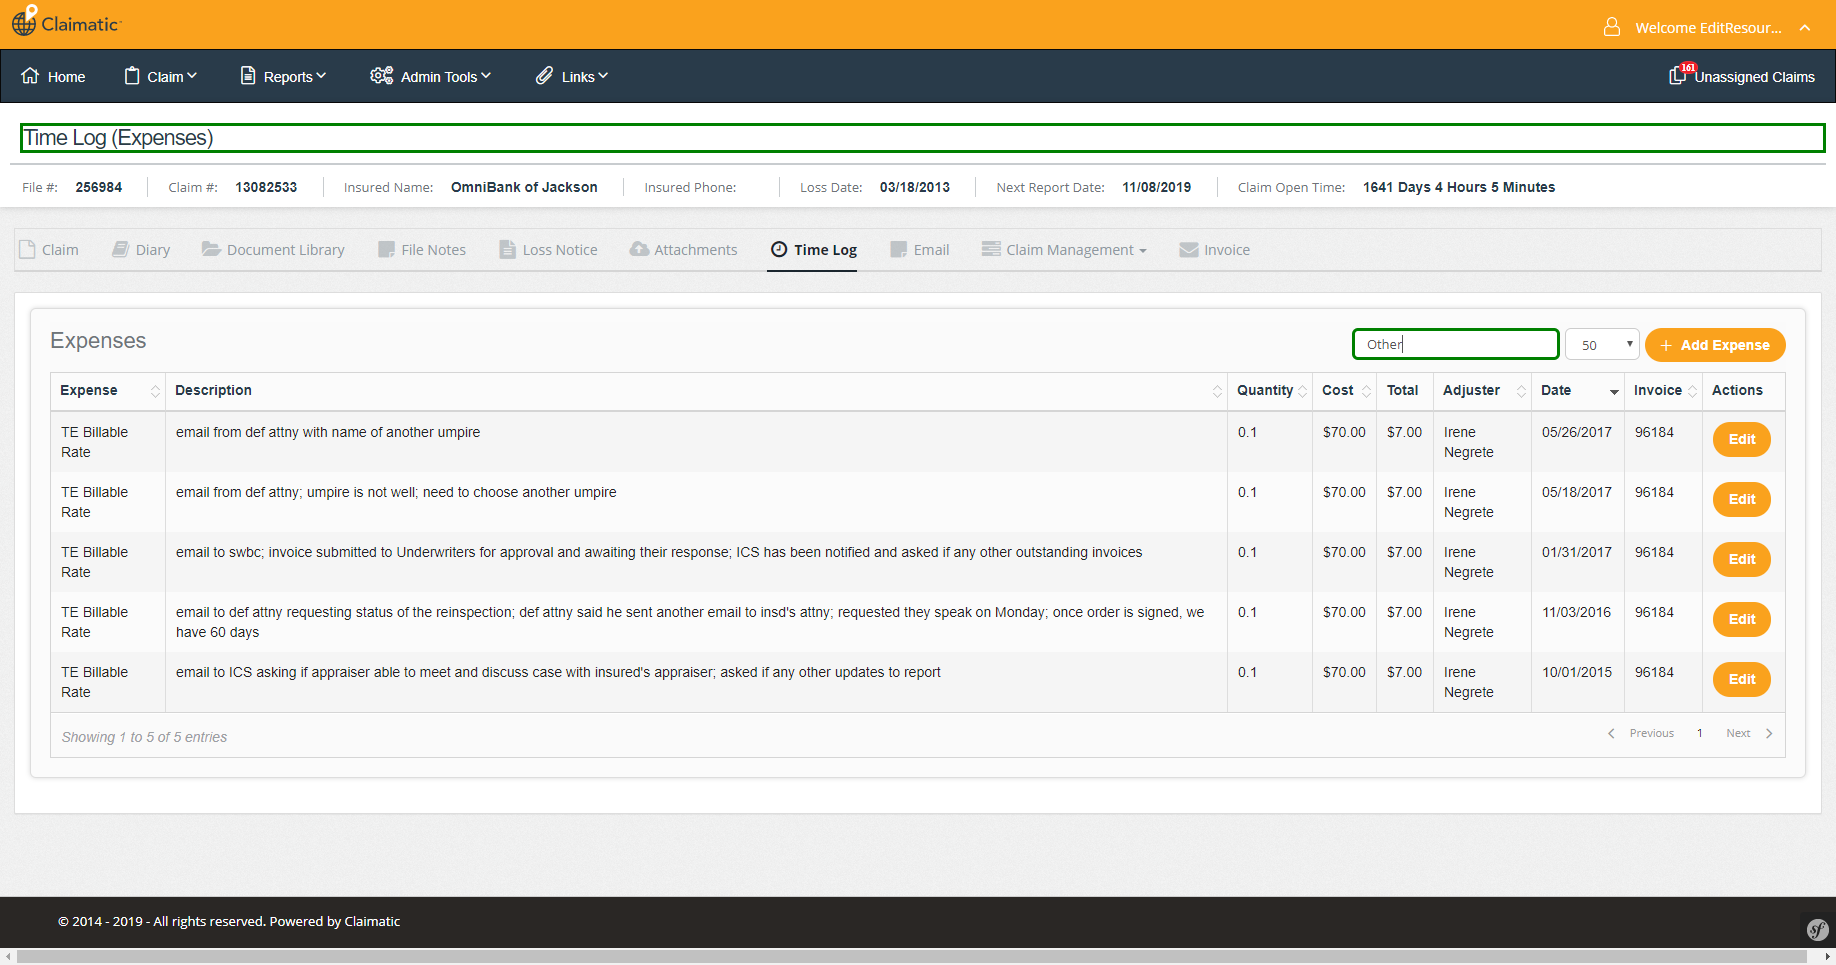 Claimatic
Welcome EditResour...
Home Claim Reports Admin Tools Links 161 Unassigned Claims
Time Log (Expenses)
File #: 256984 Claim #: 13082533 Insured Name: OmniBank of Jackson Insured Phone: Loss Date: 03/18/2013 Next Report Date: 11/08/2019 Claim Open Time: 1641 Days 4 Hours 5 Minutes
Claim Diary Document Library File Notes Loss Notice Attachments Time Log Email Claim Management Invoice
Expenses Other 50 + Add Expense
Expense Description Quantity Cost Total Adjuster Date Invoice Actions
TE Billable email from def attny with name of another umpire 0.1 $70.00 $7.00 Irene 05/26/2017 96184 Edit
Rate Negrete
TE Billable email from def attny; umpire is not well; need to choose another umpire 0.1 $70.00 $7.00 Irene 05/18/2017 96184 Edit
Rate Negrete
TE Billable email to swbc; invoice submitted to Underwriters for approval and awaiting their response; ICS has been notified and asked if any other outstanding invoices 0.1 $70.00 $7.00 Irene 01/31/2017 96184 Edit
Rate Negrete
TE Billable email to def attny requesting status of the reinspection; def attny said he sent another email to insd's attny; requested they speak on Monday; once order is signed, we 0.1 $70.00 $7.00 Irene 11/03/2016 96184 Edit
Rate have 60 days Negrete
TE Billable email to ICS asking if appraiser able to meet and discuss case with insured's appraiser; asked if any other updates to report 0.1 $70.00 $7.00 Irene 10/01/2015 96184 Edit
Rate Negrete
Showing 1 to 5 of 5 entries Previous 1 Next
© 2014 - 2019 - All rights reserved. Powered by Claimatic
sf